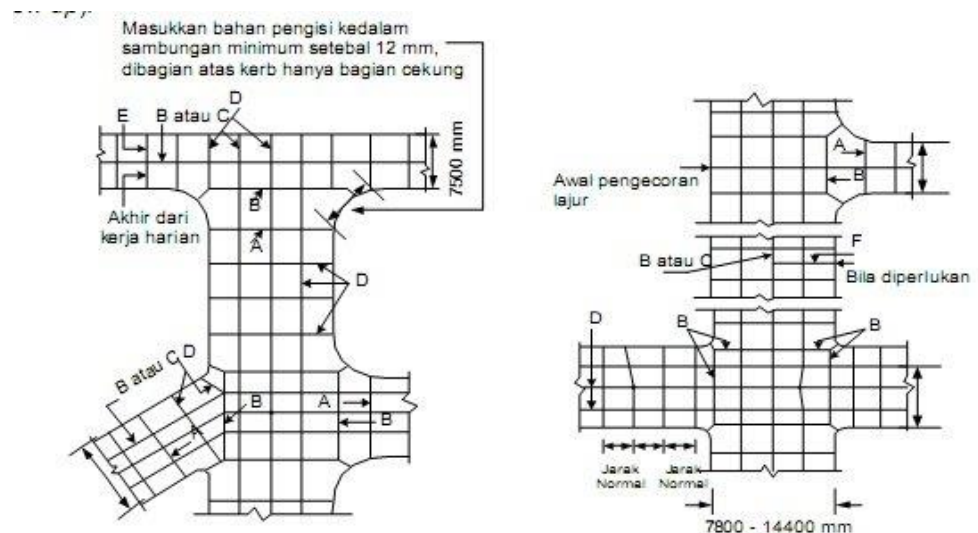 Masukkan bahan pengisi kedalam
sambungan minimum setebal 12 mm,
dibagian atas kerb hanya bagian cekung
D
E
B atau C
7500 mm
Akhir dari
kerja harian
B
A
D
B atau C
D
B
A
B
A
Awal pengecoran
lajur
B
F
B atau C
Bila diperlukan
D
B
B
Jarak
Normal
Jarak
Normal
7800 - 14400 mm